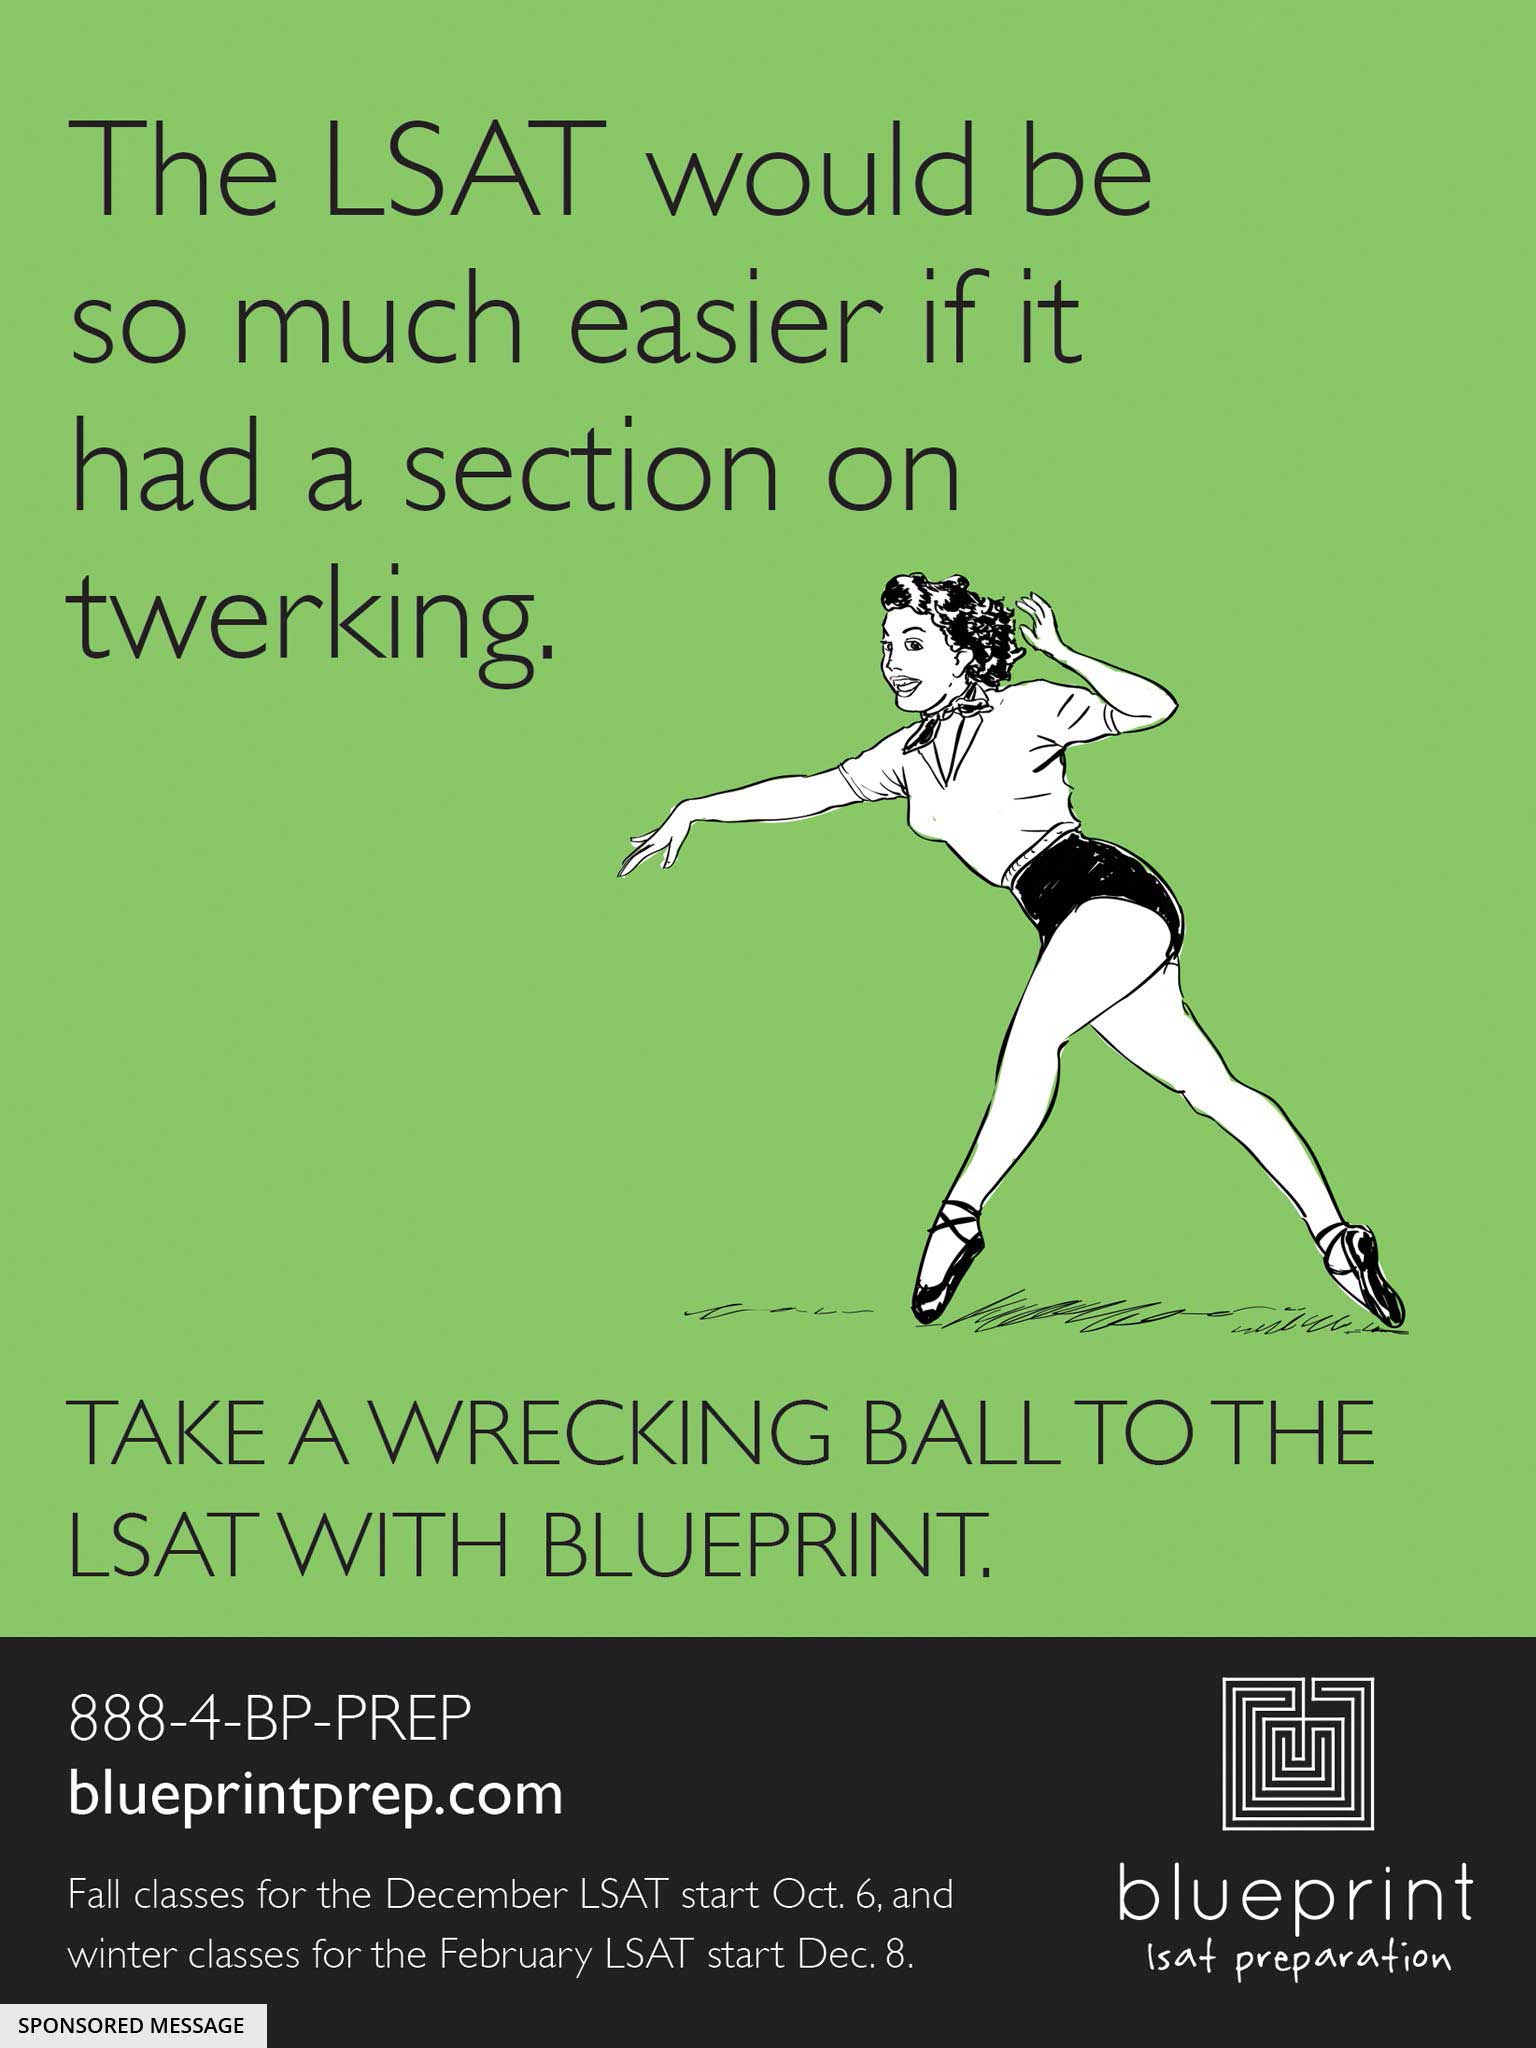 The LSAT would be
so much easier if it
had a section on
twerking.
TAKE A WRECKING BALL TO THE
LSAT WITH BLUEPRINT.
888-4-BP-PREP
blueprintprep.com
Fall classes for the December LSAT start Oct. 6, and
winter classes for the February LSAT start Dec. 8.
blueprint
lsat preparation
SPONSORED MESSAGE